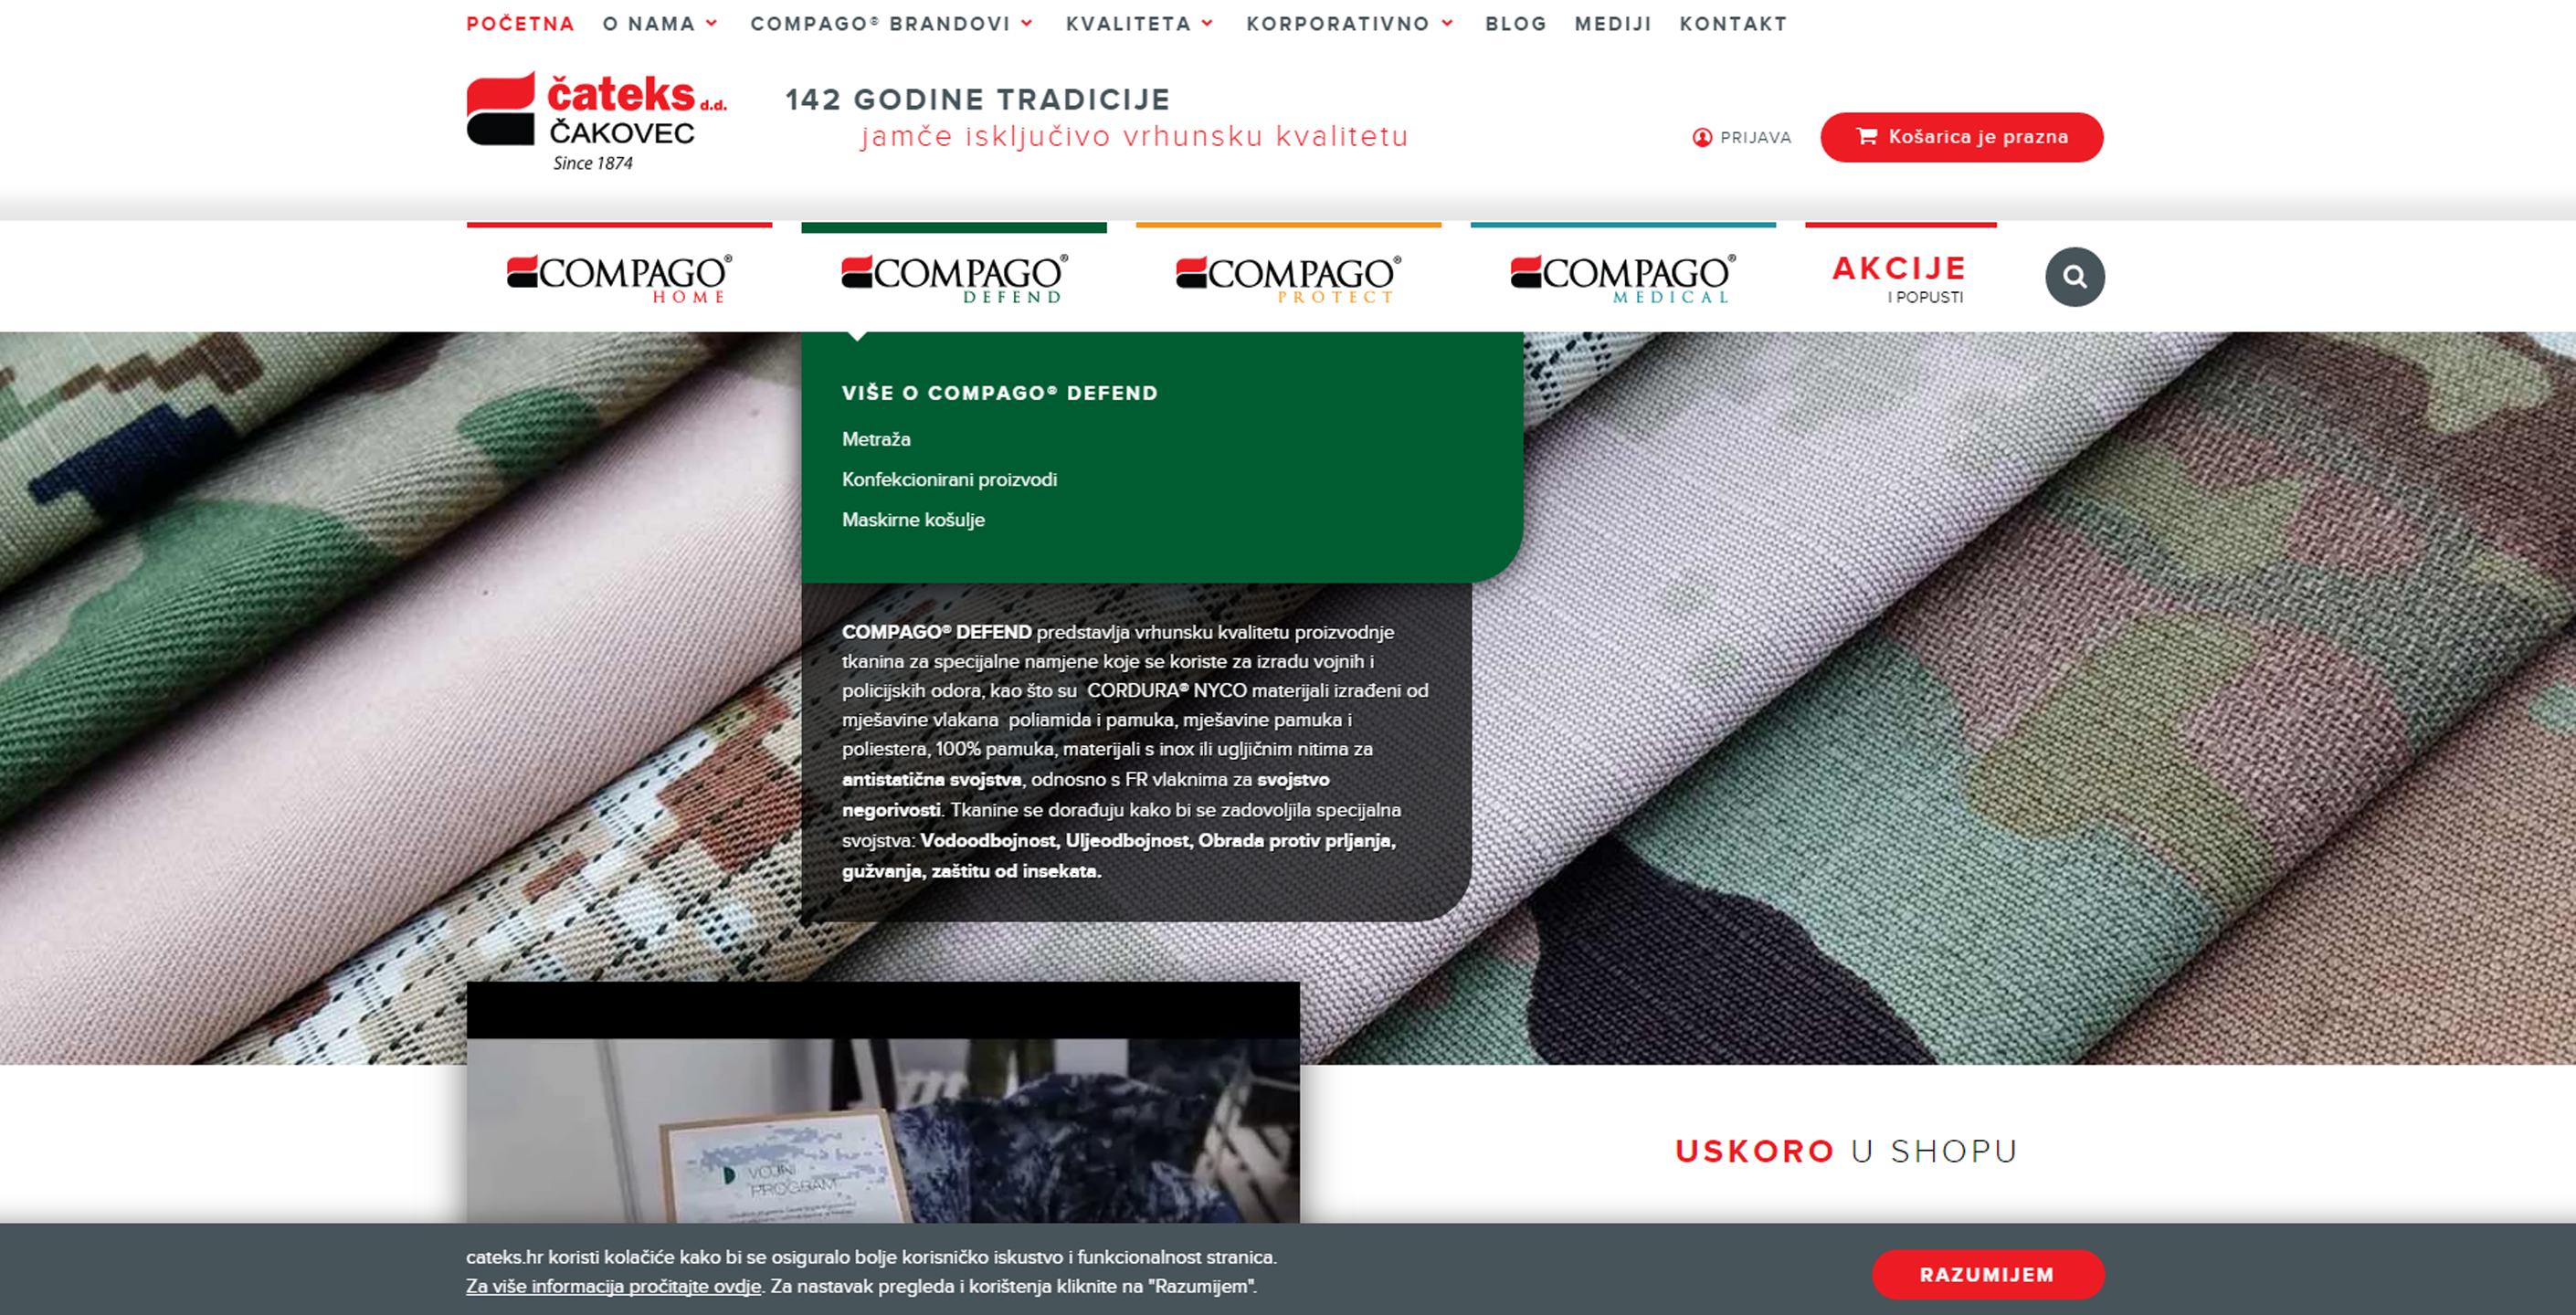 POČETNA O NAMA COMPAGO® BRANDOVI KVALITETA KORPORATIVNO BLOG MEDIJI KONTAKT
čateks d.d.
ČAKOVEC
Since 1874
142 GODINE TRADICIJE
jamče isključivo vrhunsku kvalitetu
PRIJAVA
Košarica je prazna
COMPAGO®
HOME
COMPAGO®
DEFEND
COMPAGO®
PROTECT
COMPAGO®
MEDICAL
AKCIJE
I POPUSTI
VIŠE O COMPAGO® DEFEND
Metraža
Konfekcionirani proizvodi
Maskirne košulje
COMPAGO® DEFEND predstavlja vrhunsku kvalitetu proizvodnje
tkanina za specijalne namjene koje se koriste za izradu vojnih i
policijskih odora, kao što su CORDURA® NYCO materijali izrađeni od
mješavine vlakana poliamida i pamuka, mješavine pamuka i
poliestera, 100% pamuka, materijali s inox ili ugljičnim nitima za
antistatična svojstva, odnosno s FR vlaknima za svojstvo
negorivosti. Tkanine se dorađuju kako bi se zadovoljila specijalna
svojstva: Vodoodbojnost, Uljeodbojnost, Obrada protiv prljanja,
gužvanja, zaštitu od insekata.
VOJNI
PROGRAM
USKORO U SHOPU
cateks.hr koristi kolačiće kako bi se osiguralo bolje korisničko iskustvo i funkcionalnost stranica.
Za više informacija pročitajte ovdje. Za nastavak pregleda i korištenja kliknite na "Razumijem".
RAZUMIJEM